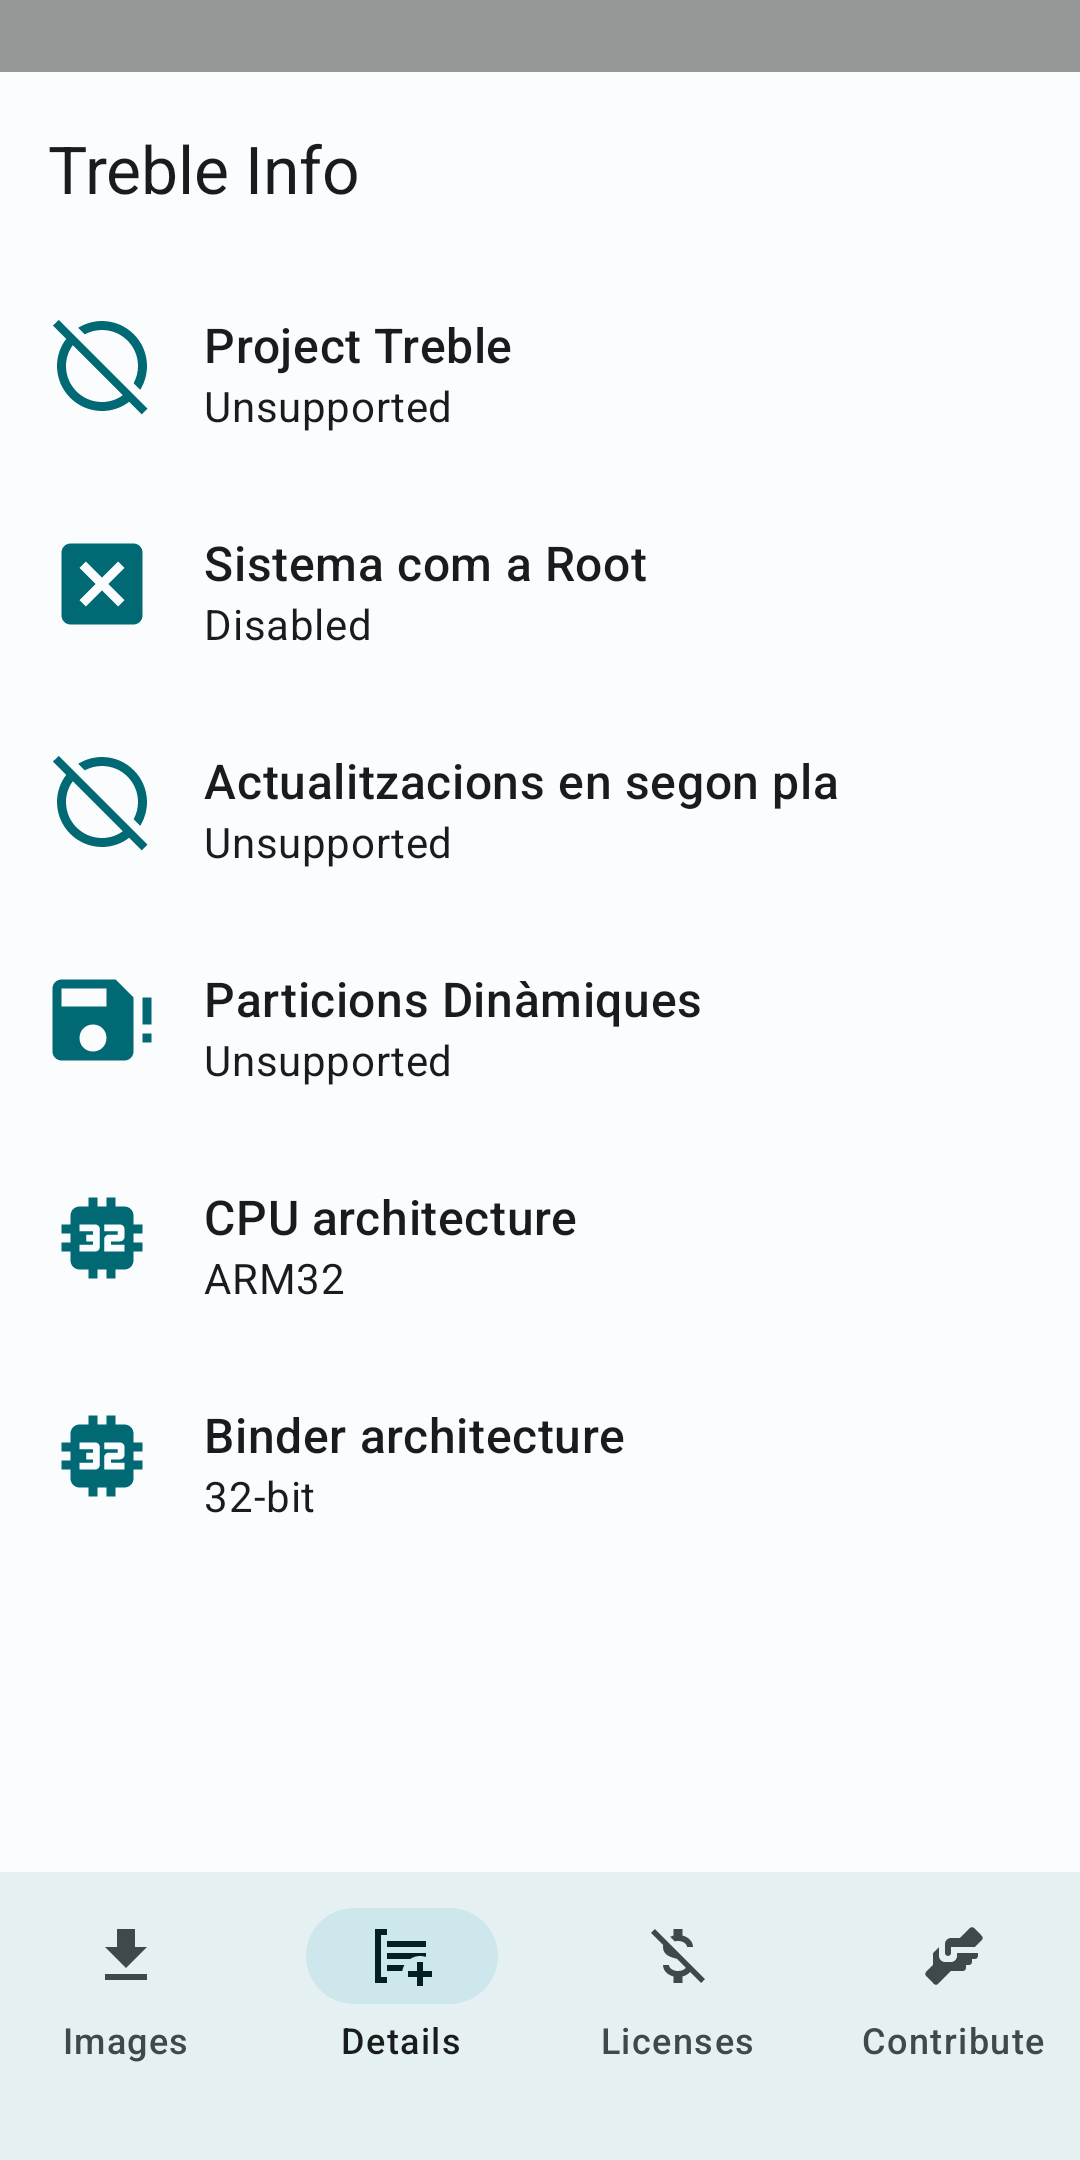 Treble Info
Project Treble
Unsupported
Sistema com a Root
Disabled
Actualitzacions en segon pla
Unsupported
Particions Dinàmiques
Unsupported
32
CPU architecture
ARM32
32
Binder architecture
32-bit
Images
Details
Licenses
Contribute